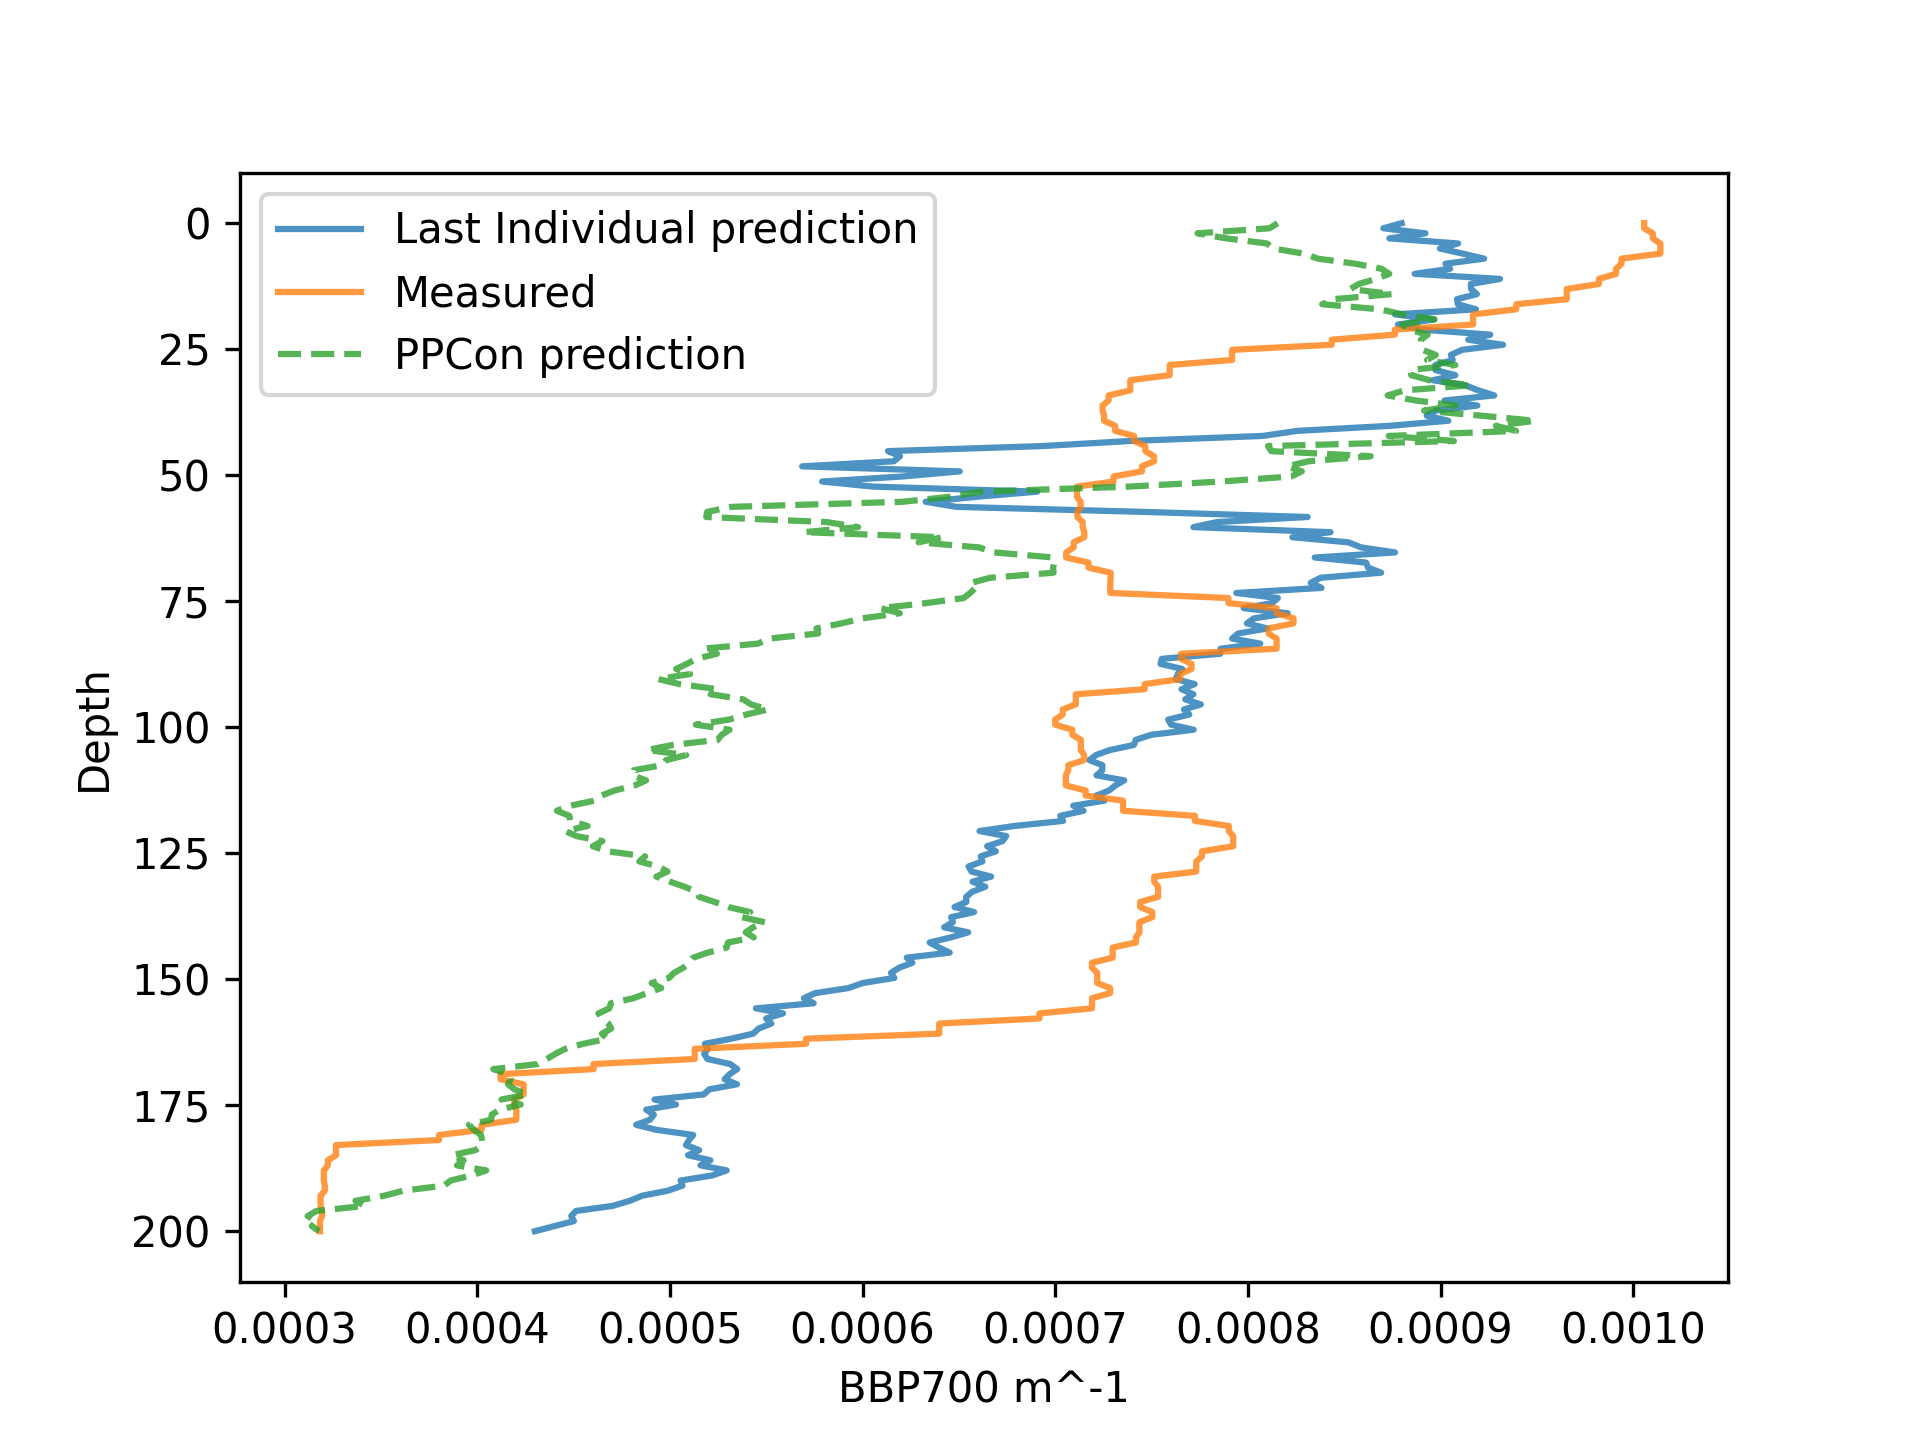 Last Individual prediction
Measured
PPCon prediction
0
25
50
75
100
125
150
175
200
Depth
0.0003 0.0004 0.0005 0.0006 0.0007 0.0008 0.0009 0.0010
BBP700 m^-1